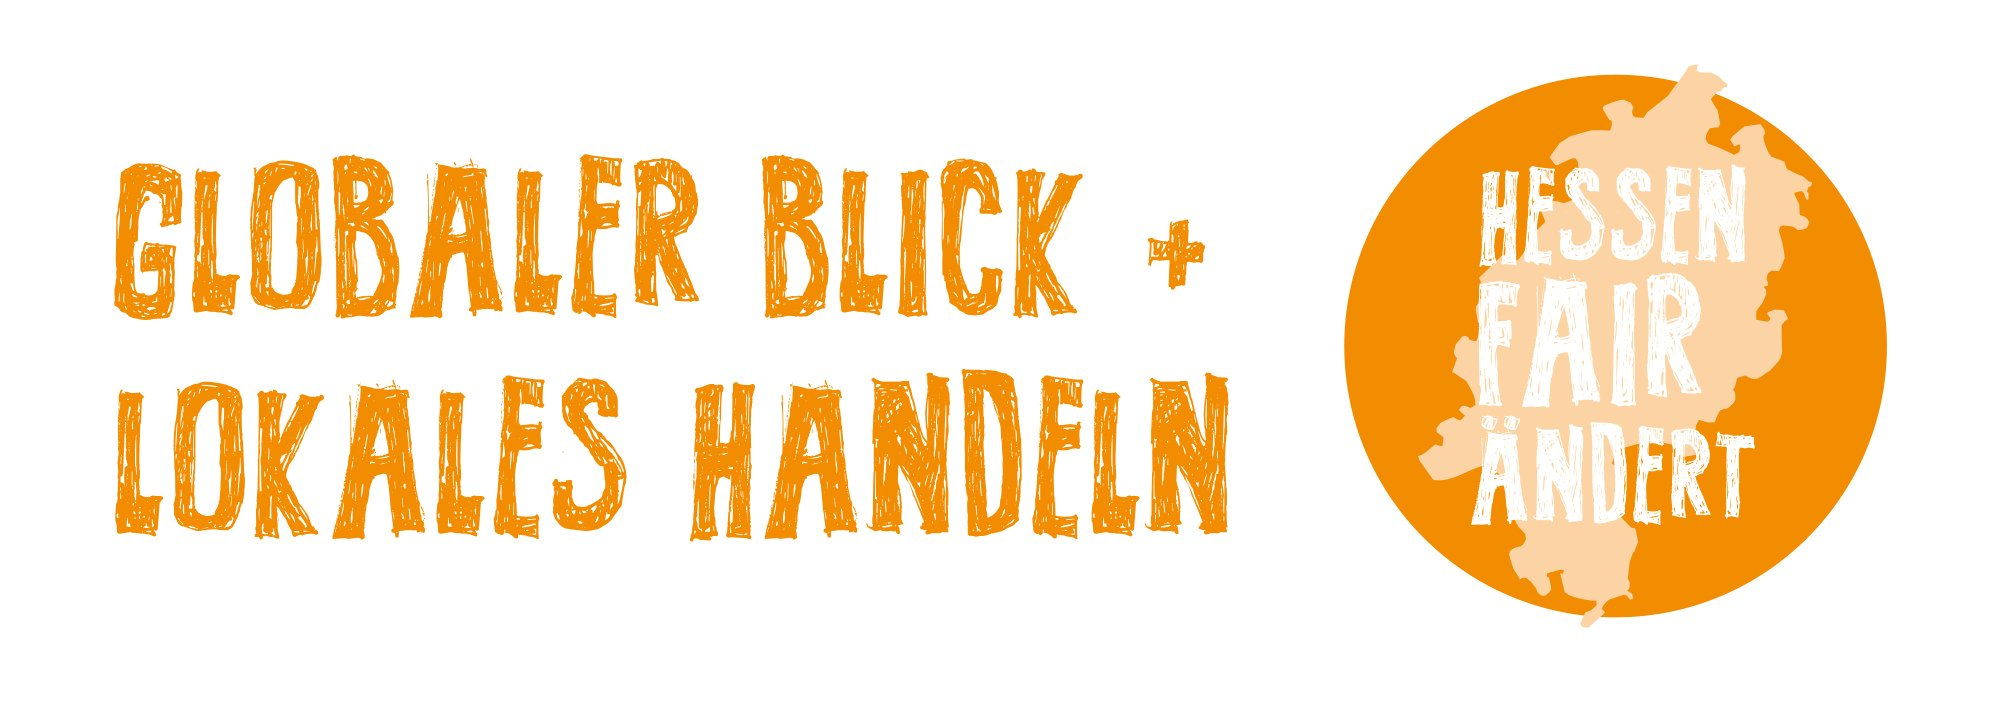 GLOBALER BLICK +
LOKALES HANDELN
HESSEN
FAIR
ÄNDERT